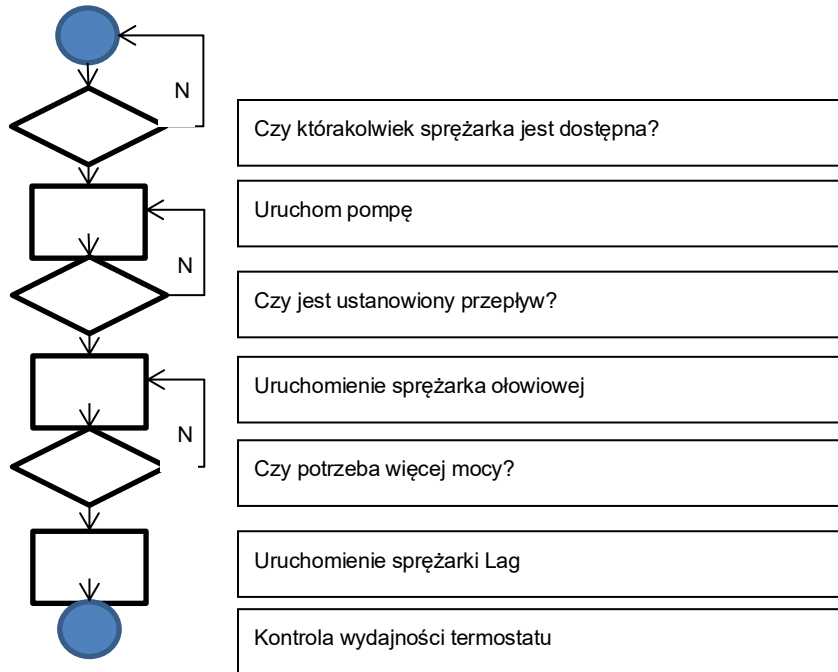 N
Czy którakolwiek sprężarka jest dostępna?
Uruchom pompę
N
Czy jest ustanowiony przepływ?
Uruchomienie sprężarka ołowiowej
N
Czy potrzeba więcej mocy?
Uruchomienie sprężarki Lag
Kontrola wydajności termostatu